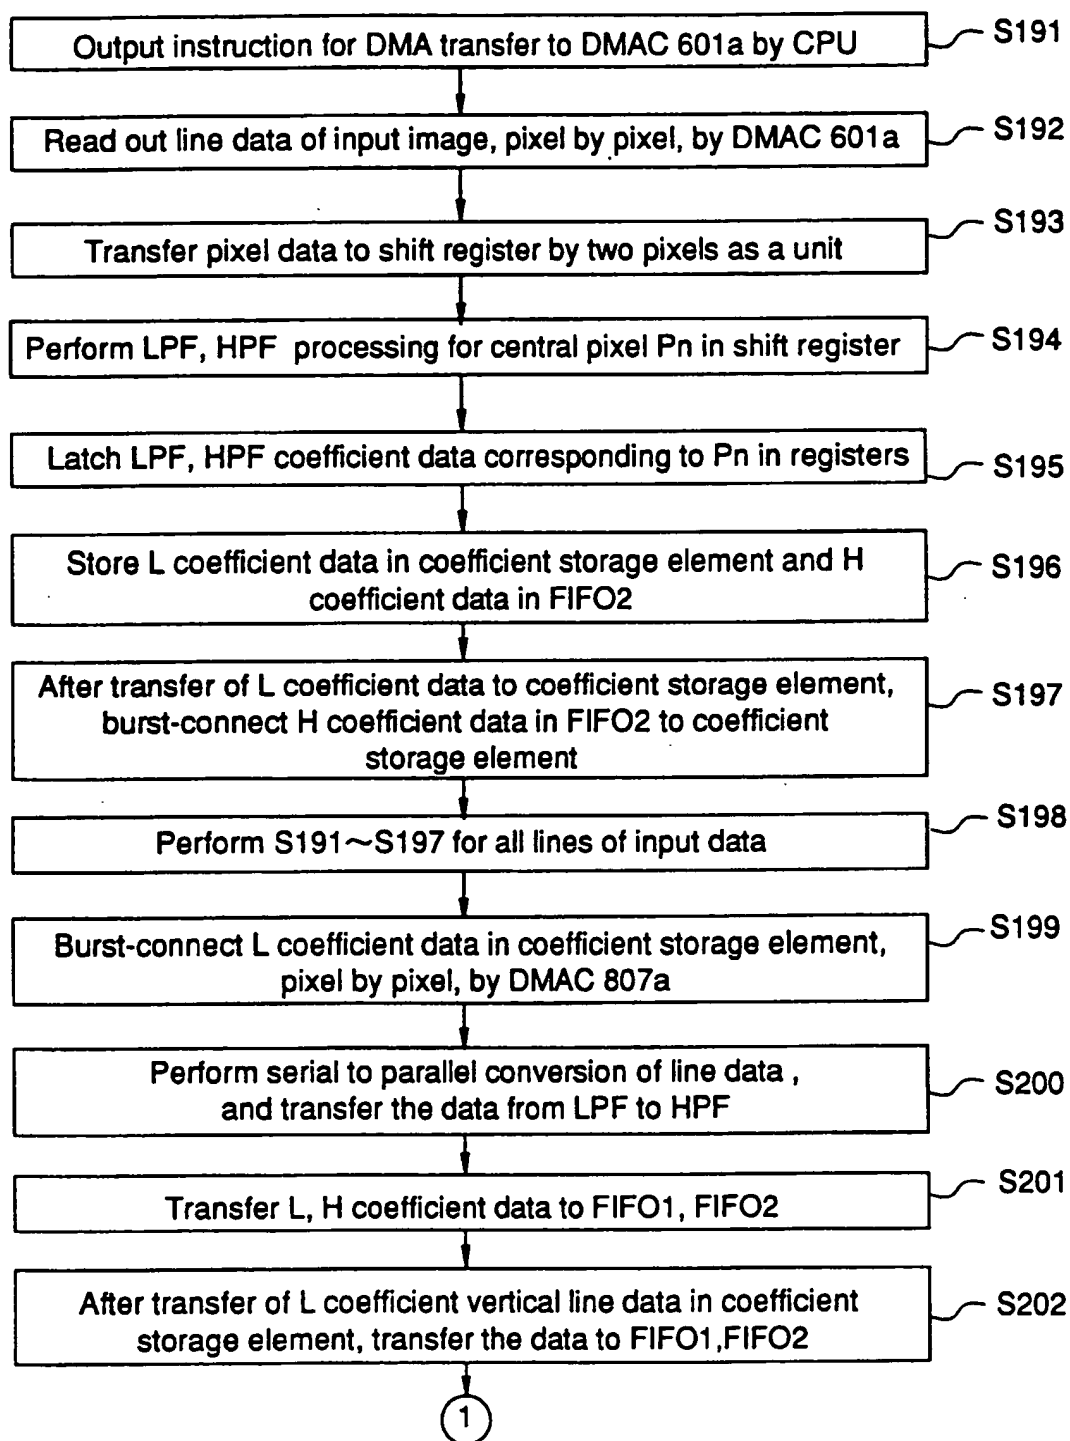 Output instruction for DMA transfer to DMAC 601a by CPU
S191
Read out line data of input image, pixel by pixel, by DMAC 601a
S192
Transfer pixel data to shift register by two pixels as a unit
S193
Perform LPF, HPF processing for central pixel Pn in shift register
S194
Latch LPF, HPF coefficient data corresponding to Pn in registers
S195
Store L coefficient data in coefficient storage element and H
coefficient data in FIFO2
S196
After transfer of L coefficient data to coefficient storage element,
burst-connect H coefficient data in FIFO2 to coefficient
storage element
S197
Perform S191~S197 for all lines of input data
S198
Burst-connect L coefficient data in coefficient storage element,
pixel by pixel, by DMAC 807a
S199
Perform serial to parallel conversion of line data ,
and transfer the data from LPF to HPF
S200
Transfer L, H coefficient data to FIFO1, FIFO2
S201
After transfer of L coefficient vertical line data in coefficient
storage element, transfer the data to FIFO1,FIFO2
S202
1